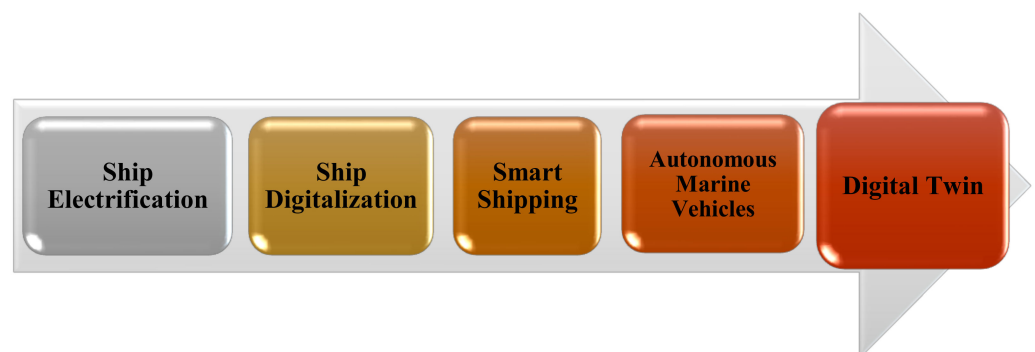 Ship
Electrification
Ship
Digitalization
Smart
Shipping
Autonomous
Marine
Vehicles
Digital Twin